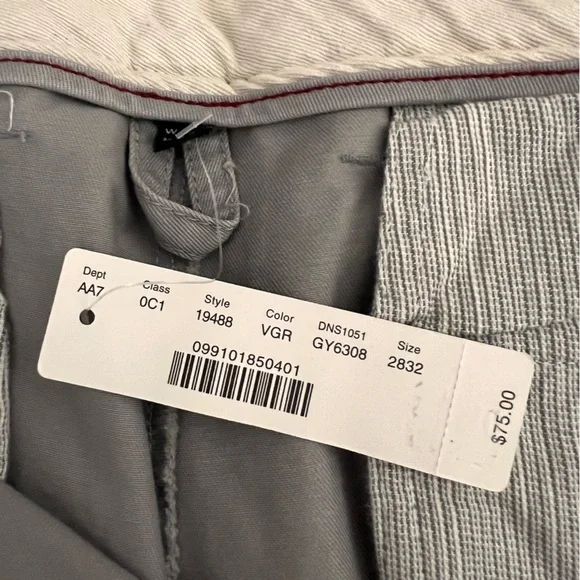 Dept Class Style Color DNS1051 Size
AA7 0C1 19488 VGR GY6308 2832
099101850401
$75.00